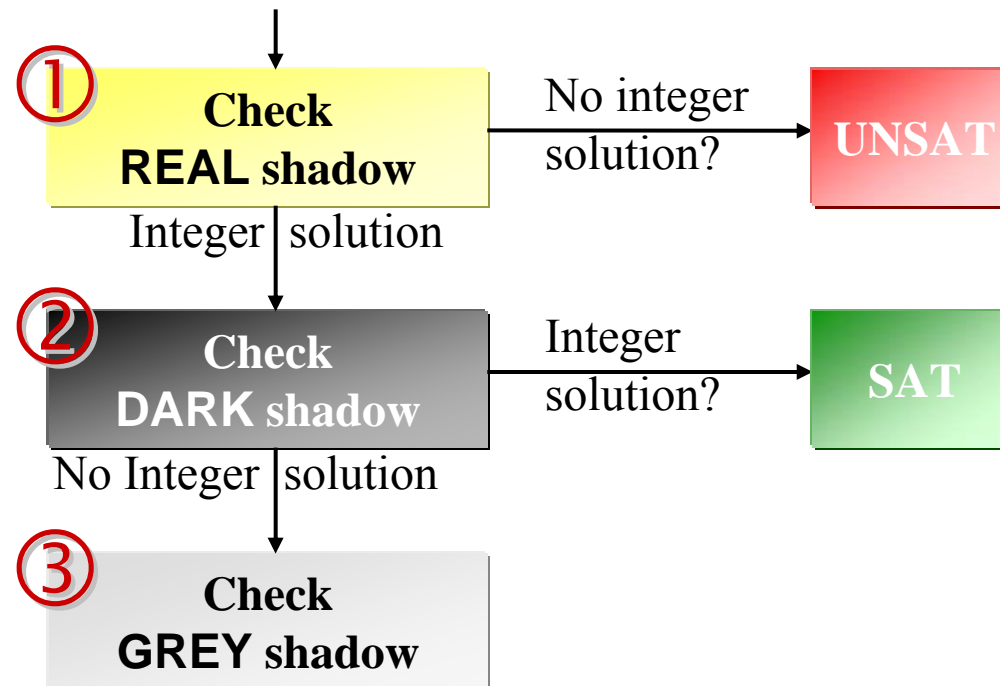 ①
Check
REAL shadow
No integer
solution?
UNSAT
Integer solution
②
Check
DARK shadow
Integer
solution?
SAT
No Integer solution
③
Check
GREY shadow